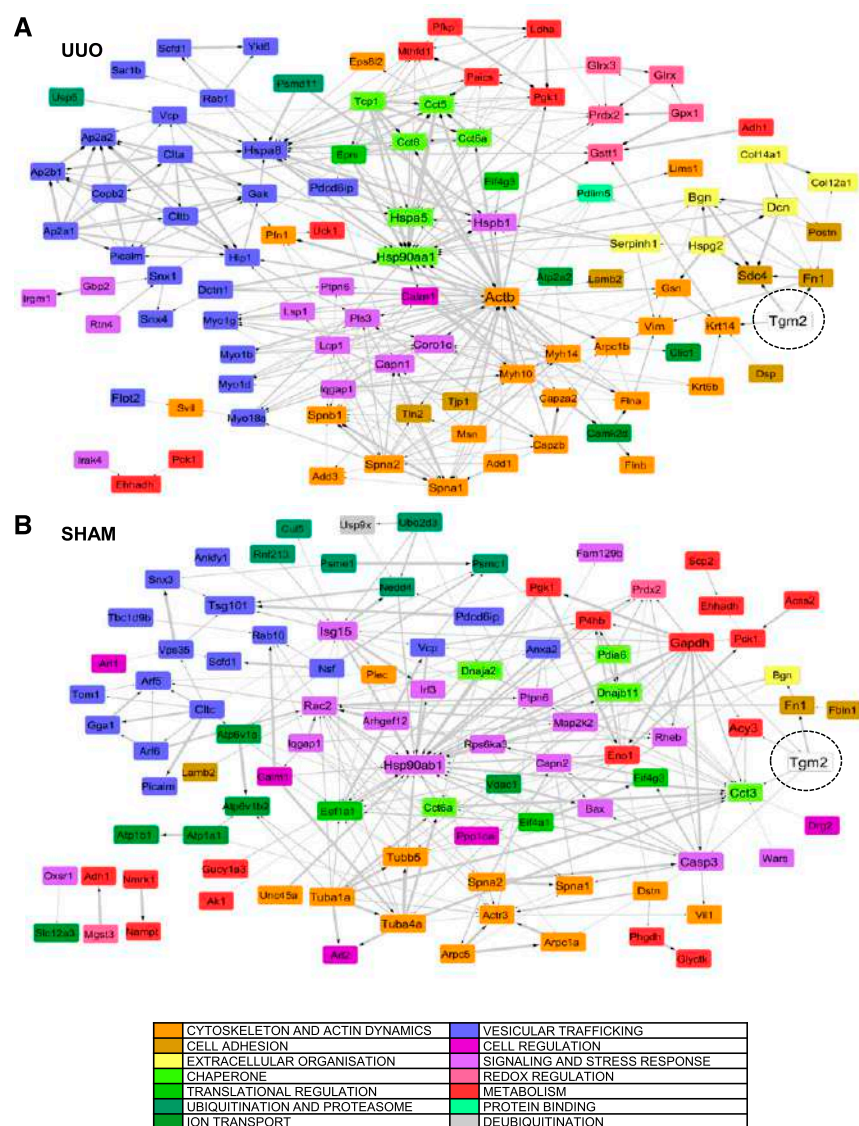 A
UUO
Pfkp
Ldha
Scfd1
Ykt6
Mthfd1
Eps8l2
Glrx3
Glrx
Sar1b
Psmd11
Paics
Pgk1
Usp5
Rab1
Tcp1
Cct5
Prdx2
Gpx1
Vcp
Adh1
Ap2a2
Cct8
Cct6a
Hspa8
Eprs
Gstt1
Col14a1
Clta
Lims1
Ap2b1
Eif4g3
Col12a1
Copb2
Gak
Pdcd6ip
Pdlim5
Bgn
Dcn
Ap2a1
Cltb
Hspa5
Hspb1
Postn
Pfn1
Uck1
Serpinh1
Hspg2
Picalm
Hip1
Hsp90aa1
Snx1
Atp2a2
Lamb2
Sdc4
Fn1
Gbp2
Dctn1
Ptpn6
Gsn
Irgm1
Actb
Rtn4
Snx4
Lsp1
Pls3
Tgm2
Myo1g
Vim
Krt14
Lcp1
Coro1c
Arpc1b
Myo1b
Capn1
Myh14
Clic1
Myh10
Dsp
Myo1d
Iqgap1
Krt6b
Flot2
Svil
Tjp1
Capza2
Flna
Myo18a
Spnb1
Tln2
Msn
Camk2d
Capzb
Irak4
Pck1
Spna2
Add1
Flnb
Ehhadh
Add3
Spna1
B
SHAM
Cul5
Usp9x
Ube2d3
Rnf213
Ankfy1
Psme1
Psmc1
Fam129b
Scp2
Snx3
Nedd4
Pgk1
Prdx2
Ehhadh
Acss2
Tsg101
Tbc1d9b
Isg15
Pdcd6ip
P4hb
Rab10
Gapdh
Pck1
Vps35
Vcp
Anxa2
Pdia6
Scfd1
Nsf
Plec
Dnaja2
Bgn
Arf5
Irf3
Ptpn6
Dnajb11
Tom1
Cltc
Rac2
Fn1
Fbln1
Gga1
Arhgef12
Map2k2
Acy3
Arf6
Atp6v1a
Iqgap1
Rps6ka3
Rheb
Eno1
Tgm2
Lamb2
Hsp90ab1
Capn2
Picalm
Vdac1
Eif4g3
Cct3
Atp6v1b2
Eef1a1
Cct6a
Bax
Eif4a1
Atp1b1
Atp1a1
Tubb5
Casp3
Wars
Oxsr1
Adh1
Nmrk1
Gucy1a3
Spna2
Spna1
Dstn
Ak1
Unc45a
Tuba1a
Slc12a3
Mgst3
Nampt
Tuba4a
Actr3
Vil1
Arpc5
Arpc1a
Phgdh
Glyctk
CYTOSKELETON AND ACTIN DYNAMICS
VESICULAR TRAFFICKING
CELL ADHESION
CELL REGULATION
EXTRACELLULAR ORGANISATION
SIGNALING AND STRESS RESPONSE
CHAPERONE
REDOX REGULATION
TRANSLATIONAL REGULATION
METABOLISM
UBIQUITINATION AND PROTEASOME
PROTEIN BINDING
ION TRANSPORT
DEUBIQUITINATION